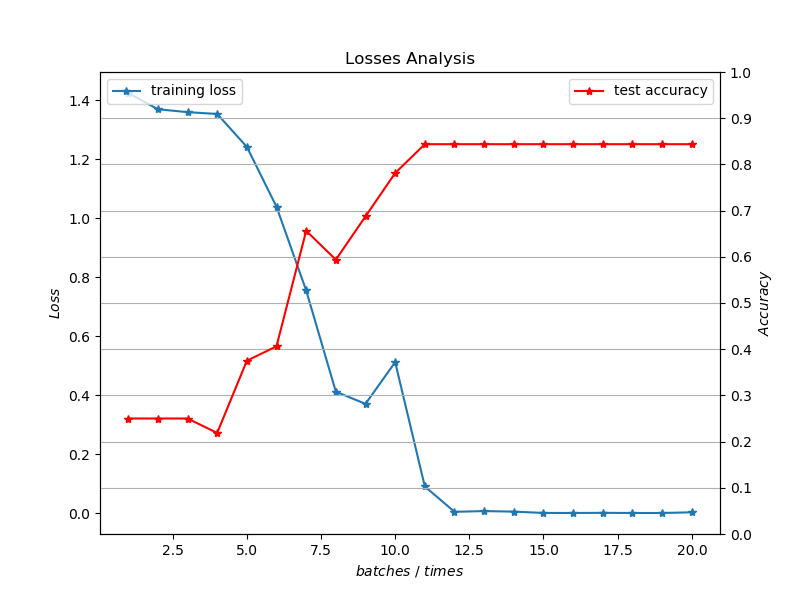 Losses Analysis
training loss
test accuracy
1.4
1.2
1.0
0.8
0.6
0.4
0.2
0.0
Loss
1.0
0.9
0.8
0.7
0.6
0.5
0.4
0.3
0.2
0.1
0.0
Accuracy
2.5 5.0 7.5 10.0 12.5 15.0 17.5 20.0
batches / times